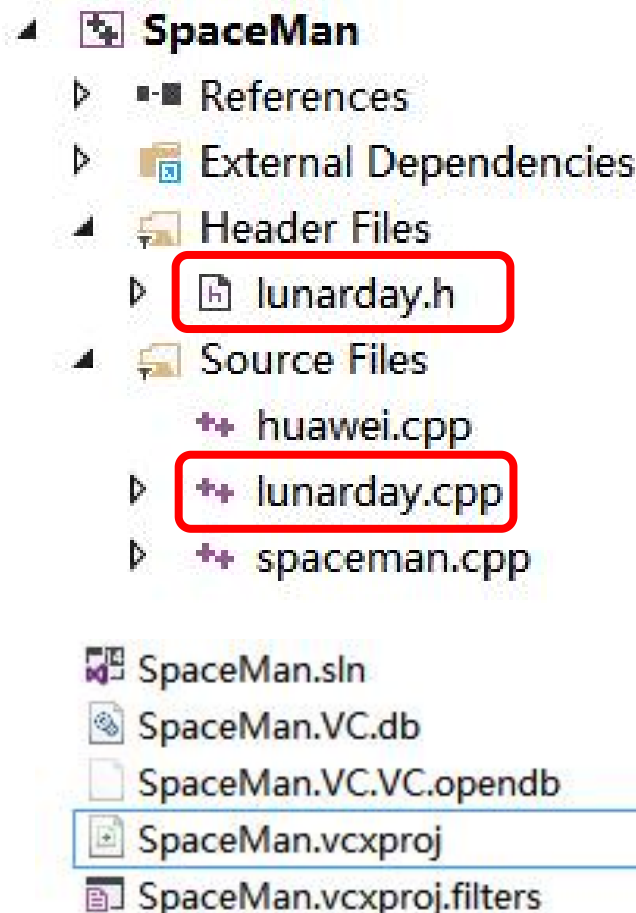 SpaceMan
References
External Dependencies
Header Files
lunarday.h
Source Files
huawei.cpp
lunarday.cpp
spaceman.cpp
SpaceMan.sln
SpaceMan.VC.db
SpaceMan.VC.VC.opendb
SpaceMan.vcxproj
SpaceMan.vcxproj.filters